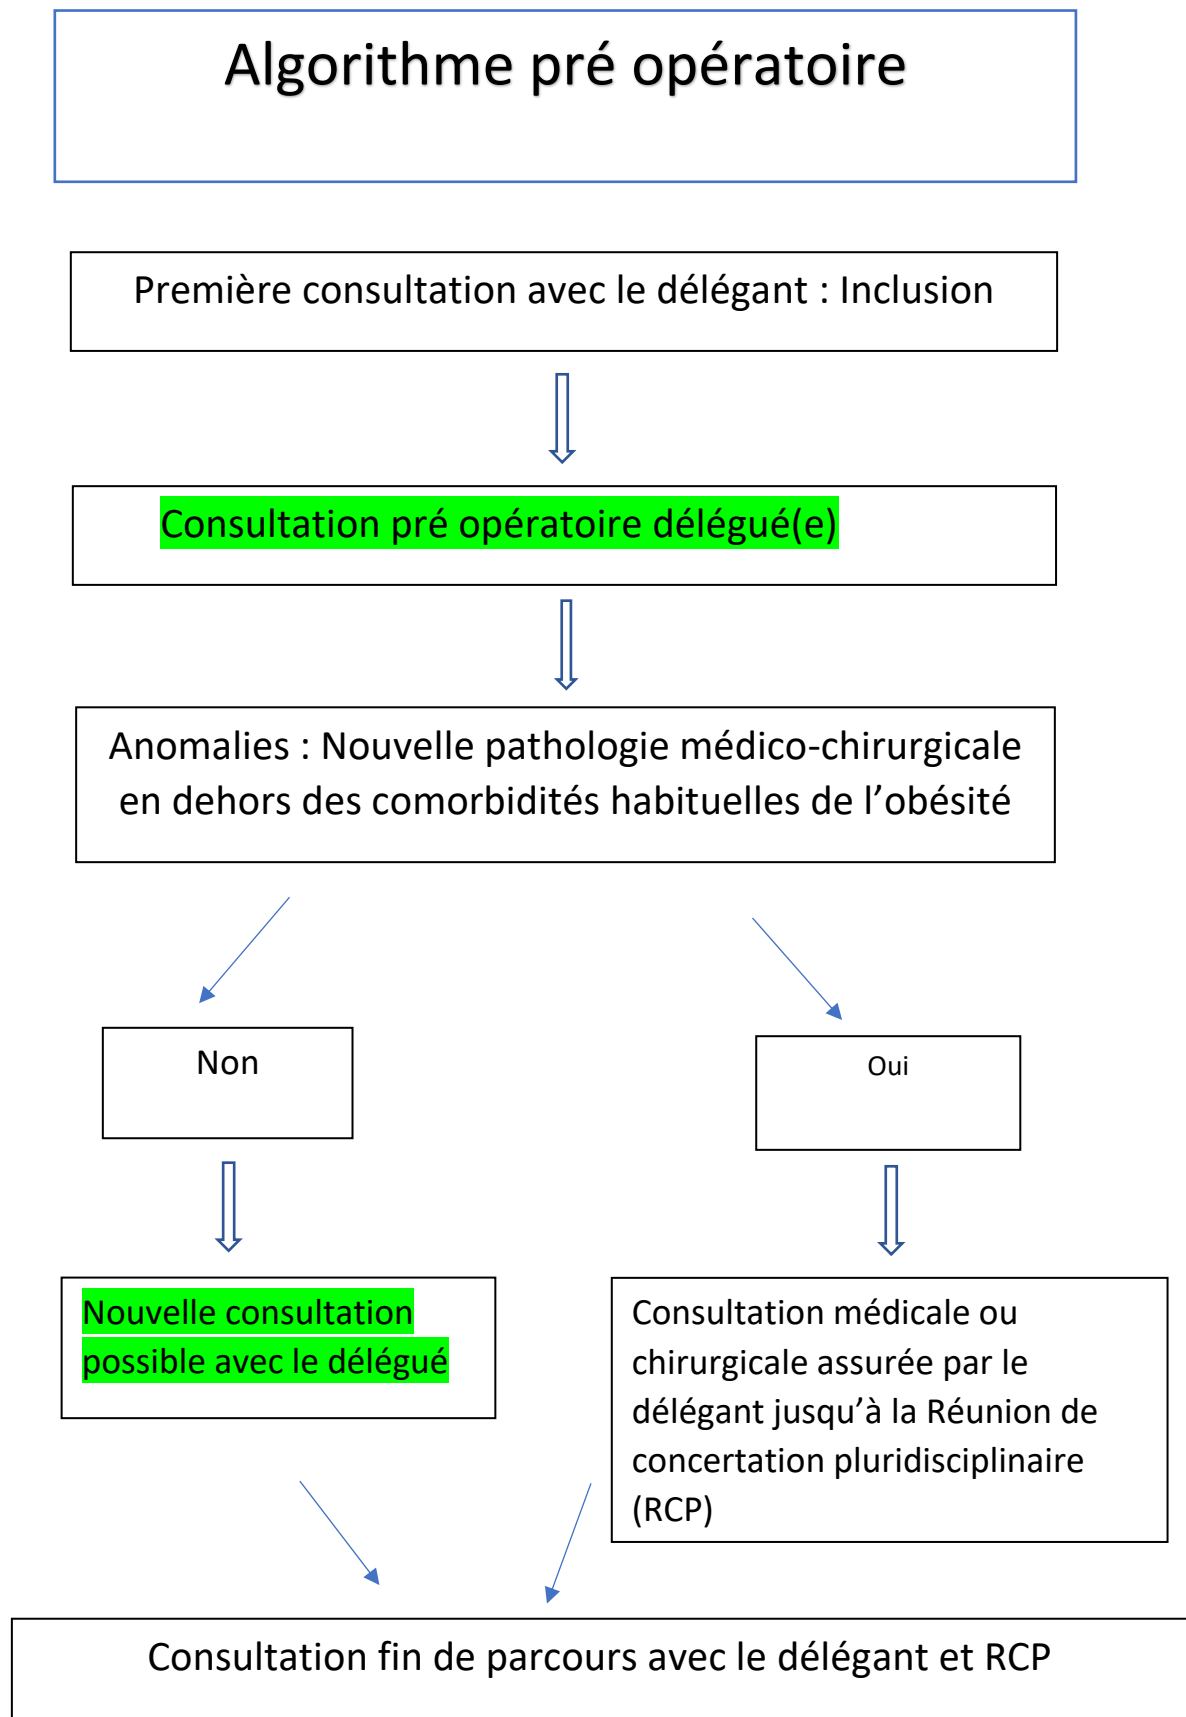 Algorithme pré opératoire
Première consultation avec le délégant : Inclusion
Consultation pré opératoire délégué(e)
Anomalies : Nouvelle pathologie médico-chirurgicale
en dehors des comorbidités habituelles de l’obésité
Non
Oui
Nouvelle consultation
possible avec le délégué
Consultation médicale ou
chirurgicale assurée par le
délégant jusqu’à la Réunion de
concertation pluridisciplinaire
(RCP)
Consultation fin de parcours avec le délégant et RCP